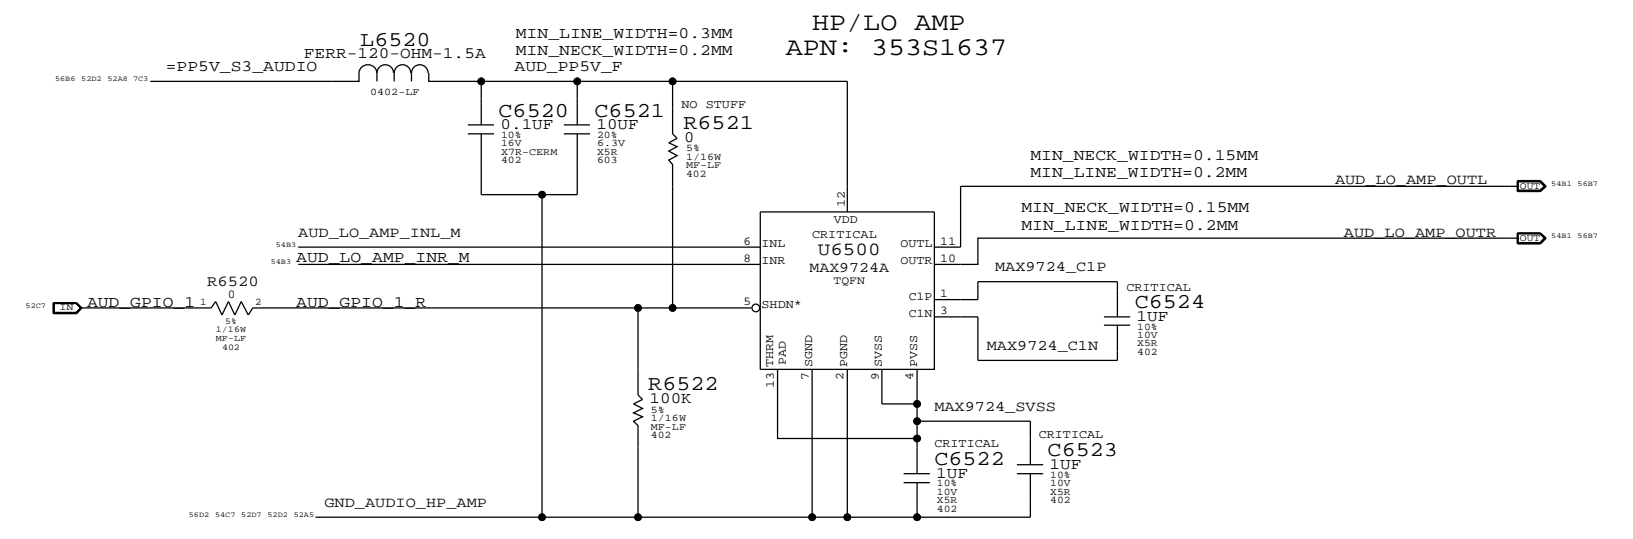 HP/LO AMP
APN: 353S1637
L6520
FERR-120-OHM-1.5A
0402-LF
=PP5V_S3_AUDIO
56B6 52D2 52A8 7C3
MIN_LINE_WIDTH=0.3MM
MIN_NECK_WIDTH=0.2MM
AUD_PP5V_F
C6520
0.1UF
10%
16V
X7R-CERM
402
C6521
10UF
20%
6.3V
X5R
603
NO STUFF
R6521
0
5%
1/16W
MF-LF
402
MIN_NECK_WIDTH=0.15MM
MIN_LINE_WIDTH=0.2MM
AUD_LO_AMP_OUTL
OUT
54B1 56B7
MIN_NECK_WIDTH=0.15MM
MIN_LINE_WIDTH=0.2MM
AUD_LO_AMP_OUTR
OUT
54B1 56B7
12
VDD
CRITICAL
U6500
MAX9724A
TQFN
AUD_LO_AMP_INL_M
54B3
6 INL
AUD_LO_AMP_INR_M
54B3
8 INR
OUTL 11
OUTR 10
MAX9724_C1P
C1P 1
C1N 3
MAX9724_C1N
CRITICAL
C6524
1UF
10%
10V
X5R
402
R6520
0
52C7 IN AUD_GPIO_1 1 2 AUD_GPIO_1_R
5%
1/16W
MF-LF
402
5 SHDN*
THRM
PAD
SGND
PGND
SVSS
PVSS
13
7
2
9
4
R6522
100K
5%
1/16W
MF-LF
402
MAX9724_SVSS
CRITICAL
C6522
1UF
10%
10V
X5R
402
CRITICAL
C6523
1UF
10%
10V
X5R
402
GND_AUDIO_HP_AMP
56D2 54C7 52D7 52D2 52A5